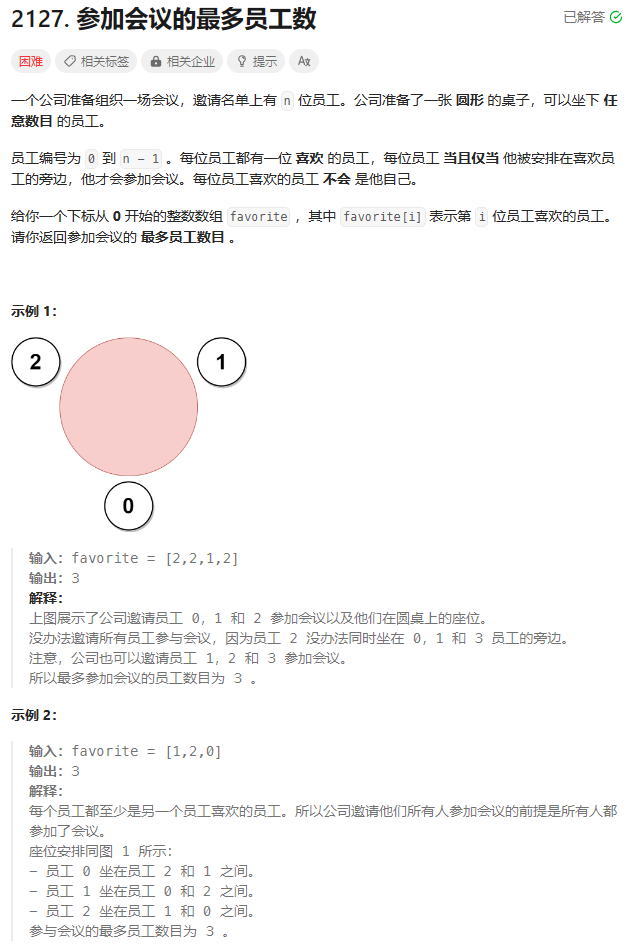 2127. 参加会议的最多员工数
已解答
困难 相关标签 相关企业 提示 Aあ
一个公司准备组织一场会议，邀请名单上有 n 位员工。公司准备了一张 圆形 的桌子，可以坐下 任
意数目 的员工。
员工编号为 0 到 n - 1 。每位员工都有一位 喜欢 的员工，每位员工 当且仅当 他被安排在喜欢员
工的旁边，他才会参加会议。每位员工喜欢的员工 不会 是他自己。
给你一个下标从 0 开始的整数数组 favorite ，其中 favorite[i] 表示第 i 位员工喜欢的员工。
请你返回参加会议的 最多员工数目 。
示例 1：
2
1
0
输入：favorite = [2,2,1,2]
输出：3
解释：
上图展示了公司邀请员工 0，1 和 2 参加会议以及他们在圆桌上的座位。
没办法邀请所有员工参与会议，因为员工 2 没办法同时坐在 0，1 和 3 员工的旁边。
注意，公司也可以邀请员工 1，2 和 3 参加会议。
所以最多参加会议的员工数目为 3 。
示例 2：
输入：favorite = [1,2,0]
输出：3
解释：
每个员工都至少是另一个员工喜欢的员工。所以公司邀请他们所有人参加会议的前提是所有人都
参加了会议。
座位安排同图 1 所示：
- 员工 0 坐在员工 2 和 1 之间。
- 员工 1 坐在员工 0 和 2 之间。
- 员工 2 坐在员工 1 和 0 之间。
参与会议的最多员工数目为 3 。